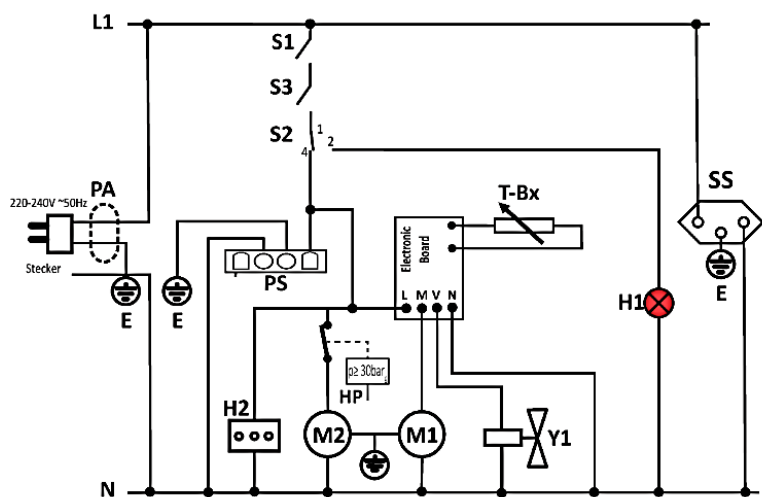 L1
S1
S3
S2 1
2
4
220-240V ~50Hz
PA
Stecker
E
E
PS
Electronic
Board
T-Bx
L M V N
SS
E
H1
p≥ 30bar
HP
H2
M2
M1
Y1
N